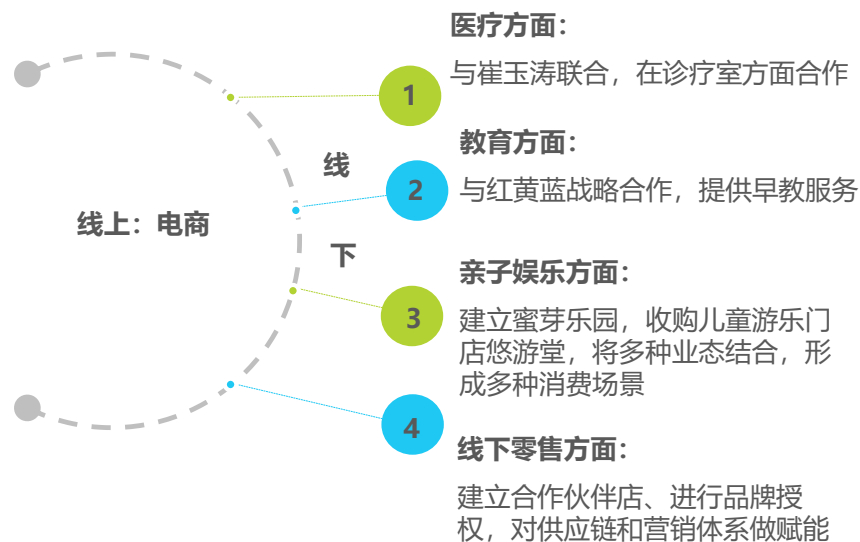 线上：电商
线
下
1
医疗方面：
与崔玉涛联合，在诊疗室方面合作
2
教育方面：
与红黄蓝战略合作，提供早教服务
3
亲子娱乐方面：
建立蜜芽乐园，收购儿童游乐门
店悠游堂，将多种业态结合，形
成多种消费场景
4
线下零售方面：
建立合作伙伴店、进行品牌授
权，对供应链和营销体系做赋能